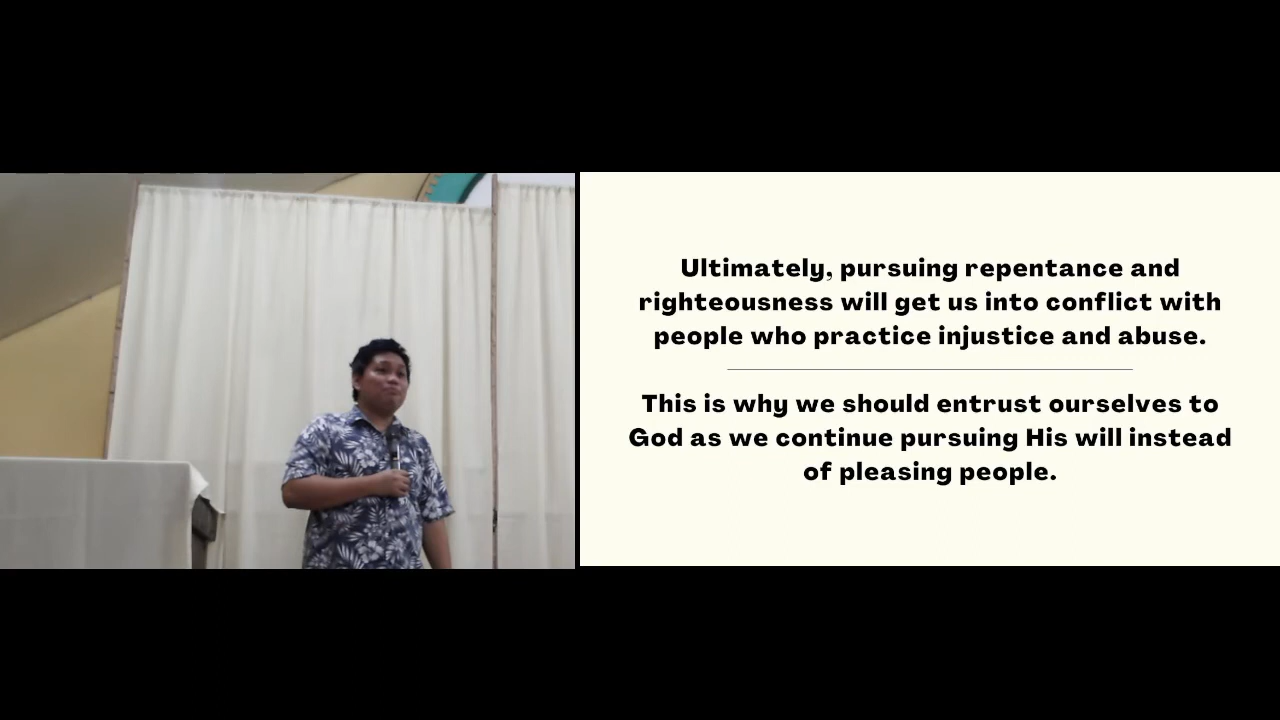 Ultimately, pursuing repentance and
righteousness will get us into conflict with
people who practice injustice and abuse.
This is why we should entrust ourselves to
God as we continue pursuing His will instead
of pleasing people.